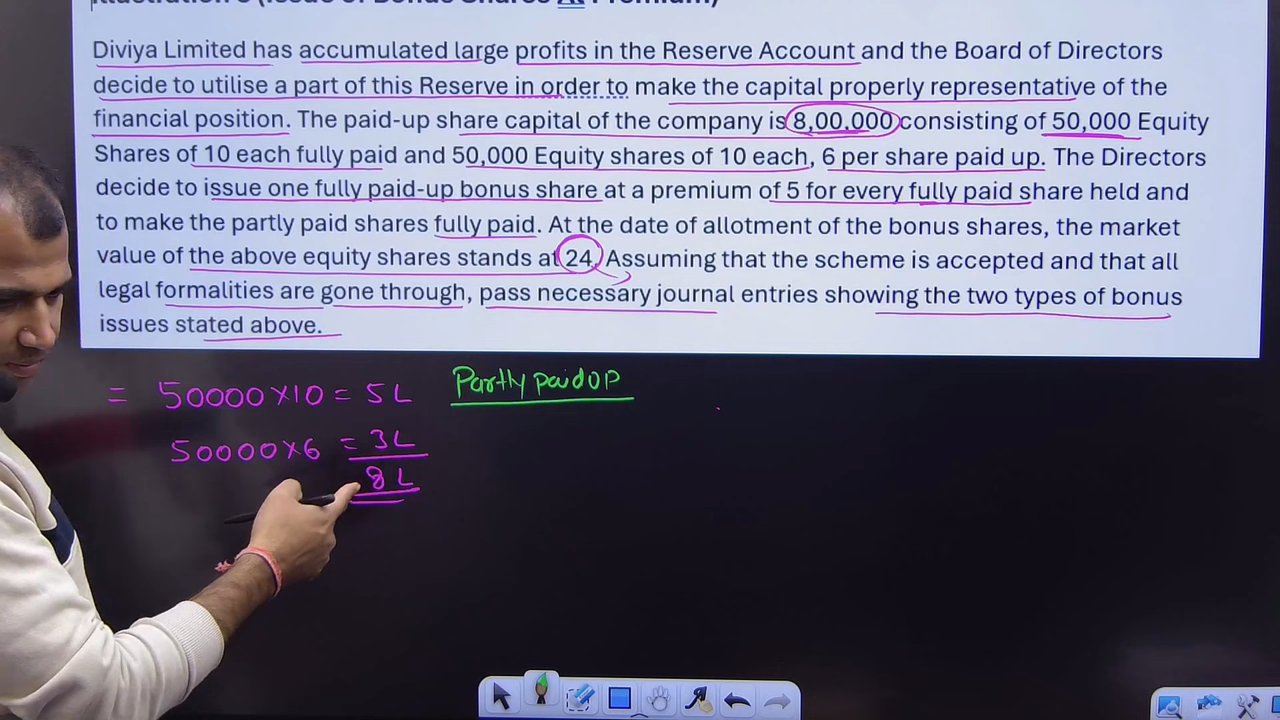 Illustration 3 (Issue of Bonus Shares At Premium)
Diviya Limited has accumulated large profits in the Reserve Account and the Board of Directors
decide to utilise a part of this Reserve in order to make the capital properly representative of the
financial position. The paid-up share capital of the company is 8,00,000 consisting of 50,000 Equity
Shares of 10 each fully paid and 50,000 Equity shares of 10 each, 6 per share paid up. The Directors
decide to issue one fully paid-up bonus share at a premium of 5 for every fully paid share held and
to make the partly paid shares fully paid. At the date of allotment of the bonus shares, the market
value of the above equity shares stands at 24. Assuming that the scheme is accepted and that all
legal formalities are gone through, pass necessary journal entries showing the two types of bonus
issues stated above.
= 50000×10 = 5L
50000×6 = 3L
8L
Partly paid up